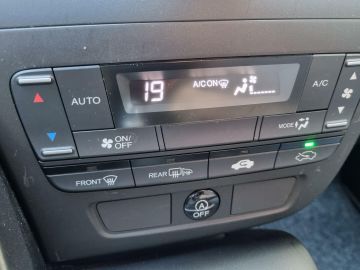 19 A/C ON
AUTO A/C
ON/
OFF
MODE
FRONT REAR
A
OFF